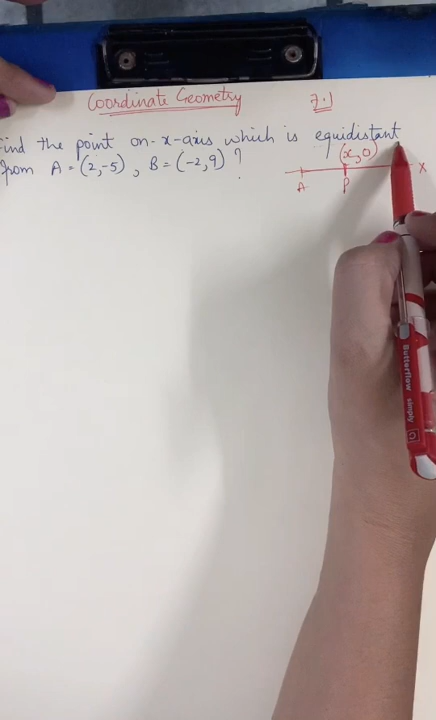 Coordinate Geometry 7.1
Find the point on x-axis which is equidistant
from A = (2,-5), B = (-2,9) ?
(x,0)
A P X
Butterflow simply